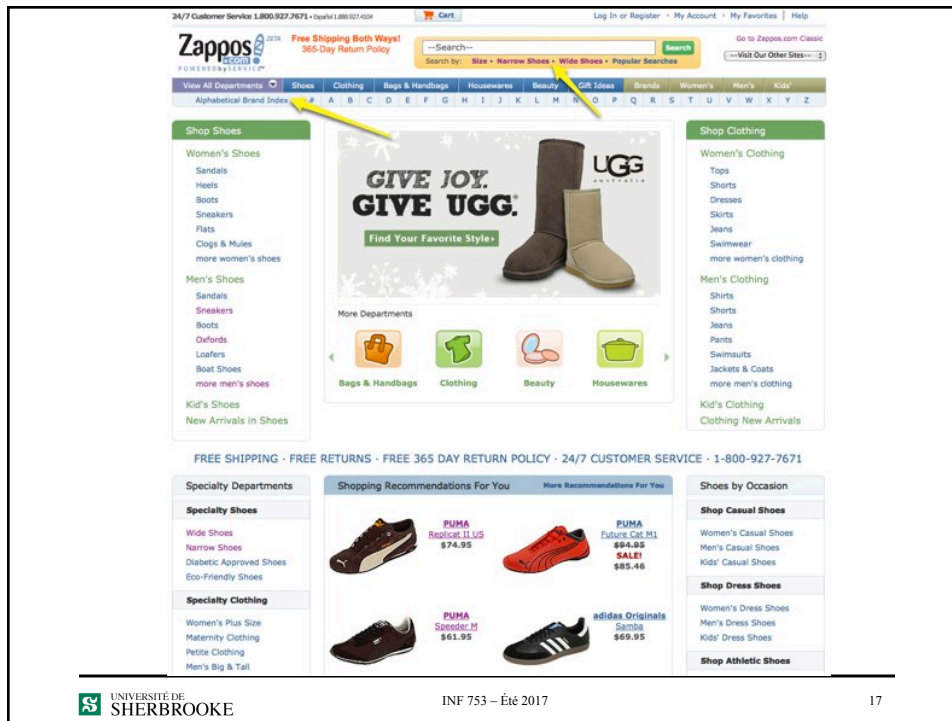 24/7 Customer Service 1.800.927.7671 • Español 1.888.927.4104
Cart
Log In or Register • My Account • My Favorites | Help
Zappos.com ZETA
POWERED by SERVICE™
Free Shipping Both Ways!
365-Day Return Policy
--Search-- Search
Search by: Size • Narrow Shoes • Wide Shoes • Popular Searches
Go to Zappos.com Classic
---Visit Our Other Sites---
View All Departments Shoes Clothing Bags & Handbags Housewares Beauty Gift Ideas Brands Women's Men's Kids'
Alphabetical Brand Index # A B C D E F G H I J K L M N O P Q R S T U V W X Y Z
Shop Shoes
Women's Shoes
Sandals
Heels
Boots
Sneakers
Flats
Clogs & Mules
more women's shoes
Men's Shoes
Sandals
Sneakers
Boots
Oxfords
Loafers
Boat Shoes
more men's shoes
Kid's Shoes
New Arrivals in Shoes
GIVE JOY.
GIVE UGG.
Find Your Favorite Style
UGG
australia
More Departments
Bags & Handbags Clothing Beauty Housewares
Shop Clothing
Women's Clothing
Tops
Shorts
Dresses
Skirts
Jeans
Swimwear
more women's clothing
Men's Clothing
Shirts
Shorts
Jeans
Pants
Swimsuits
Jackets & Coats
more men's clothing
Kid's Clothing
Clothing New Arrivals
FREE SHIPPING · FREE RETURNS · FREE 365 DAY RETURN POLICY · 24/7 CUSTOMER SERVICE · 1-800-927-7671
Specialty Departments
Specialty Shoes
Wide Shoes
Narrow Shoes
Diabetic Approved Shoes
Eco-Friendly Shoes
Specialty Clothing
Women's Plus Size
Maternity Clothing
Petite Clothing
Men's Big & Tall
Shopping Recommendations For You
More Recommendations For You
PUMA
Replicat II US
$74.95
PUMA
Future Cat M1
$94.95
SALE!
$85.46
PUMA
Speeder M
$61.95
adidas Originals
Samba
$69.95
Shoes by Occasion
Shop Casual Shoes
Women's Casual Shoes
Men's Casual Shoes
Kids' Casual Shoes
Shop Dress Shoes
Women's Dress Shoes
Men's Dress Shoes
Kids' Dress Shoes
Shop Athletic Shoes
UNIVERSITÉ DE
SHERBROOKE
INF 753 – Été 2017
17